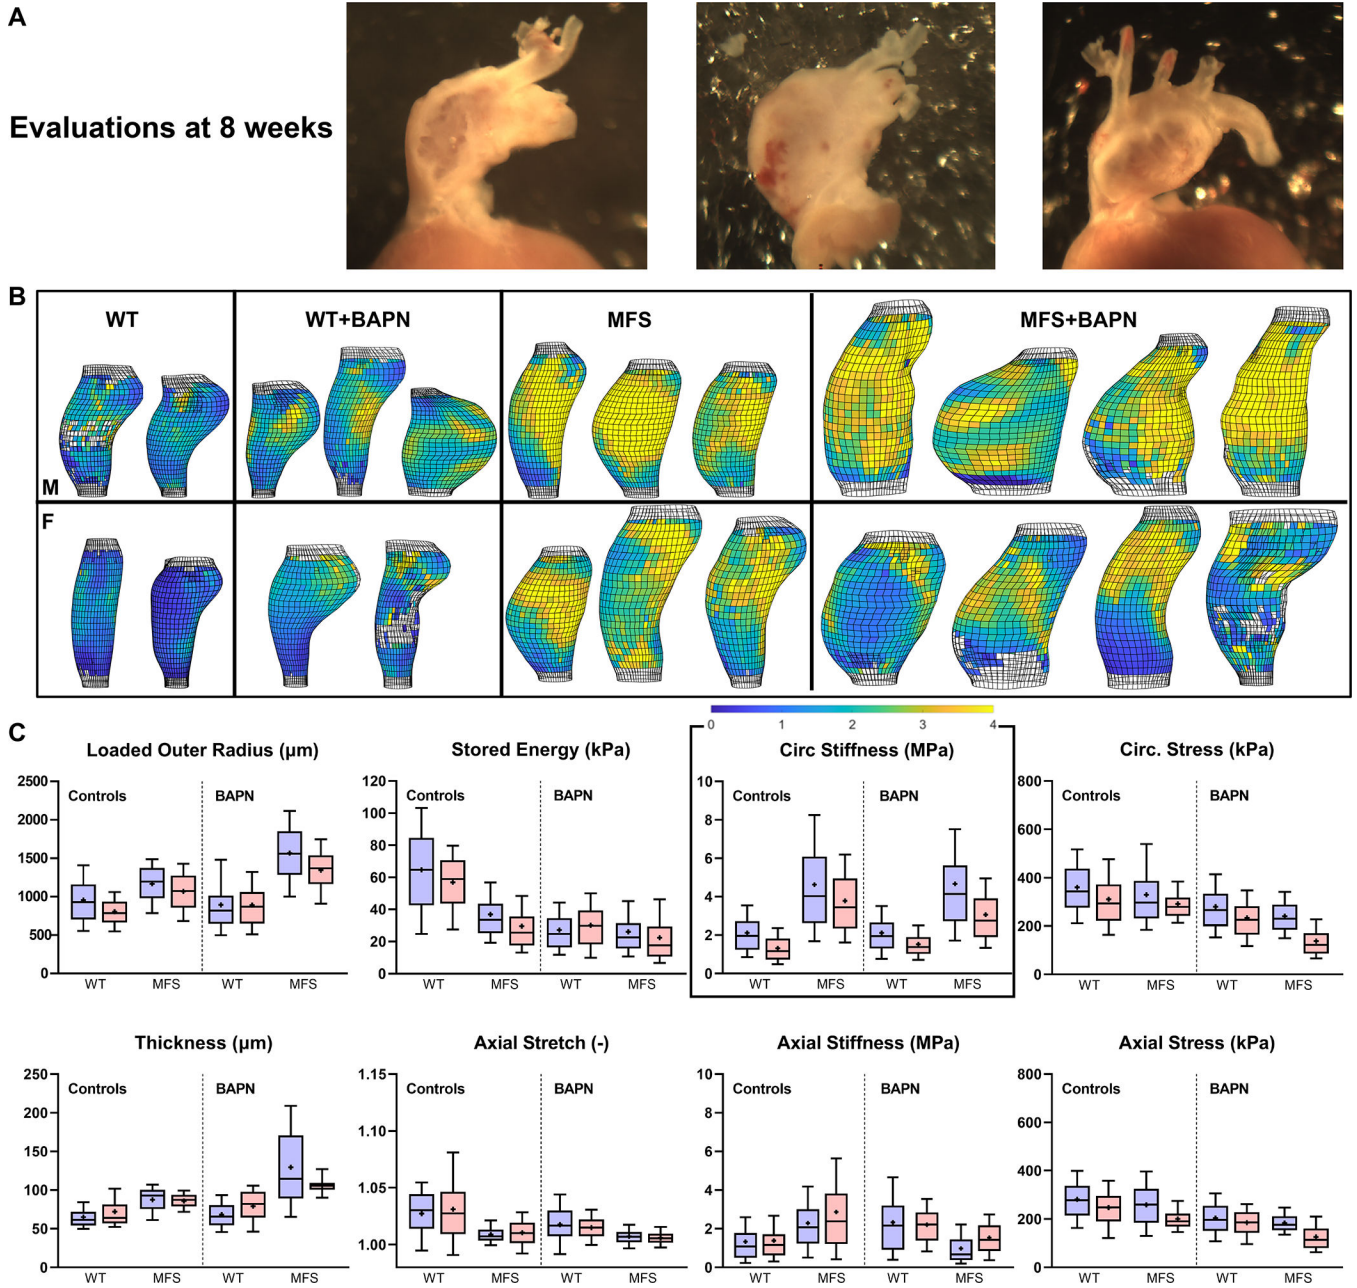 A
Evaluations at 8 weeks
B
WT
WT+BAPN
MFS
MFS+BAPN
M
F
0 1 2 3 4
C
Loaded Outer Radius (µm)
2500
2000
1500
1000
500
0
Controls
BAPN
WT MFS WT MFS
Stored Energy (kPa)
120
100
80
60
40
20
0
Controls
BAPN
WT MFS WT MFS
Circ Stiffness (MPa)
10
8
6
4
2
0
Controls
BAPN
WT MFS WT MFS
Circ. Stress (kPa)
800
600
400
200
0
Controls
BAPN
WT MFS WT MFS
Thickness (µm)
250
200
150
100
50
0
Controls
BAPN
WT MFS WT MFS
Axial Stretch (-)
1.15
1.10
1.05
1.00
Controls
BAPN
WT MFS WT MFS
Axial Stiffness (MPa)
10
8
6
4
2
0
Controls
BAPN
WT MFS WT MFS
Axial Stress (kPa)
800
600
400
200
0
Controls
BAPN
WT MFS WT MFS